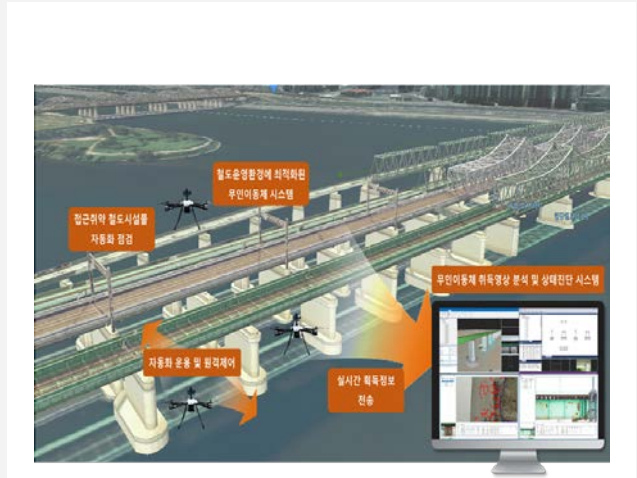 철도운영환경에 최적화된
무인이동체 시스템
접근취약 철도시설물
자동화 점검
무인이동체 취득영상 분석 및 상태진단 시스템
자동화 운용 및 원격제어
실시간 획득정보
전송